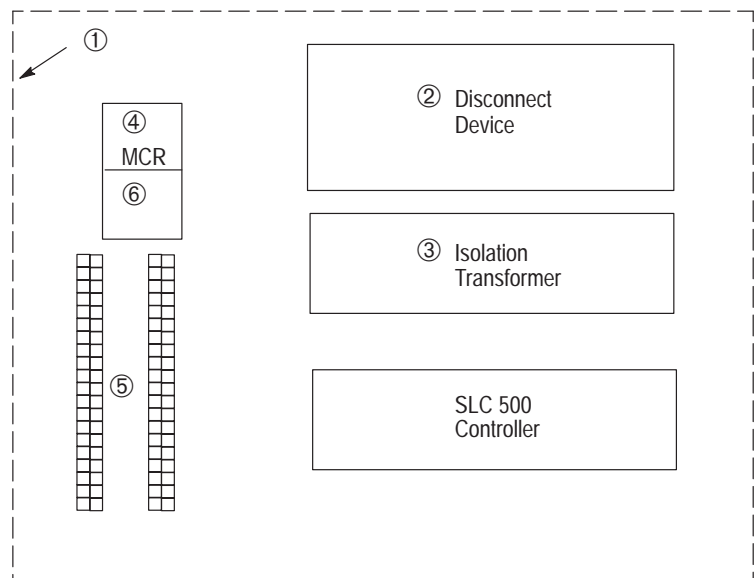 ①
② Disconnect
Device
④
MCR
⑥
③ Isolation
Transformer
⑤
SLC 500
Controller